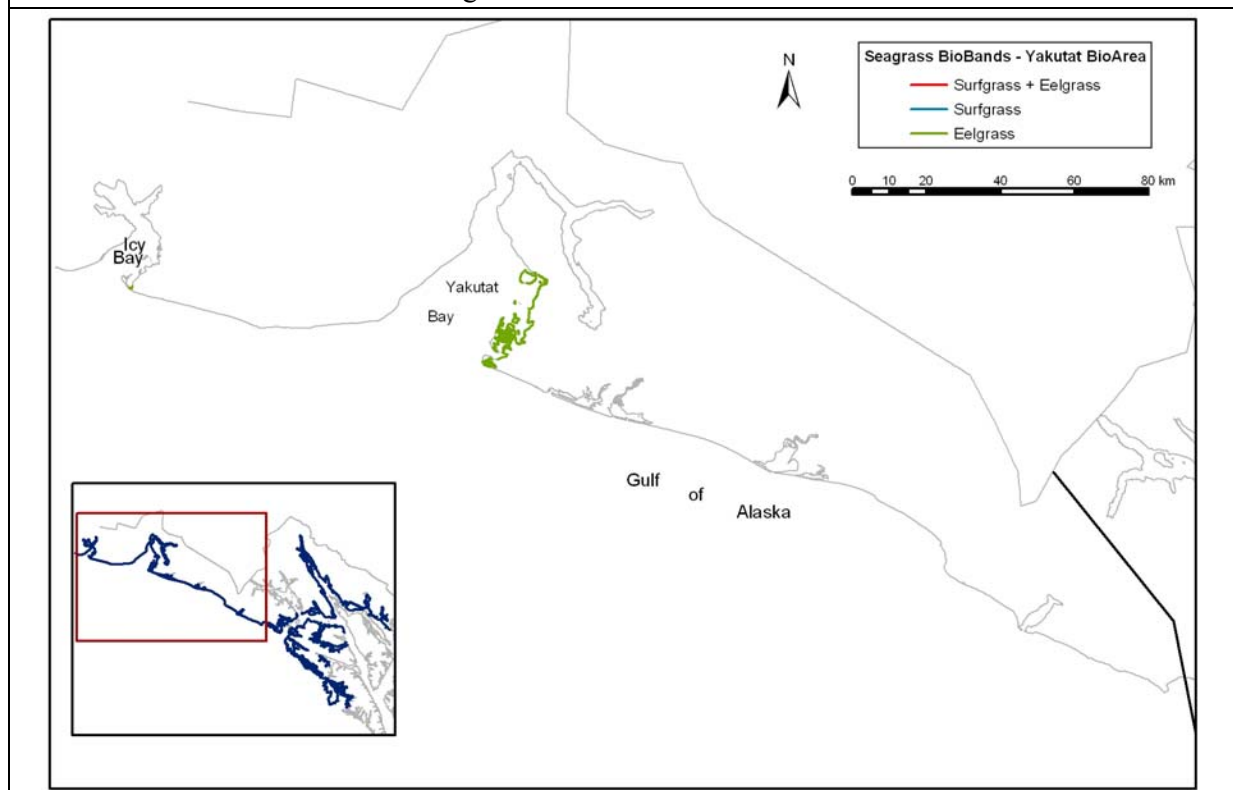 N
Seagrass BioBands - Yakutat BioArea
Surfgrass + Eelgrass
Surfgrass
Eelgrass
0 10 20 40 60 80 km
Icy
Bay
Yakutat
Bay
Gulf
of
Alaska